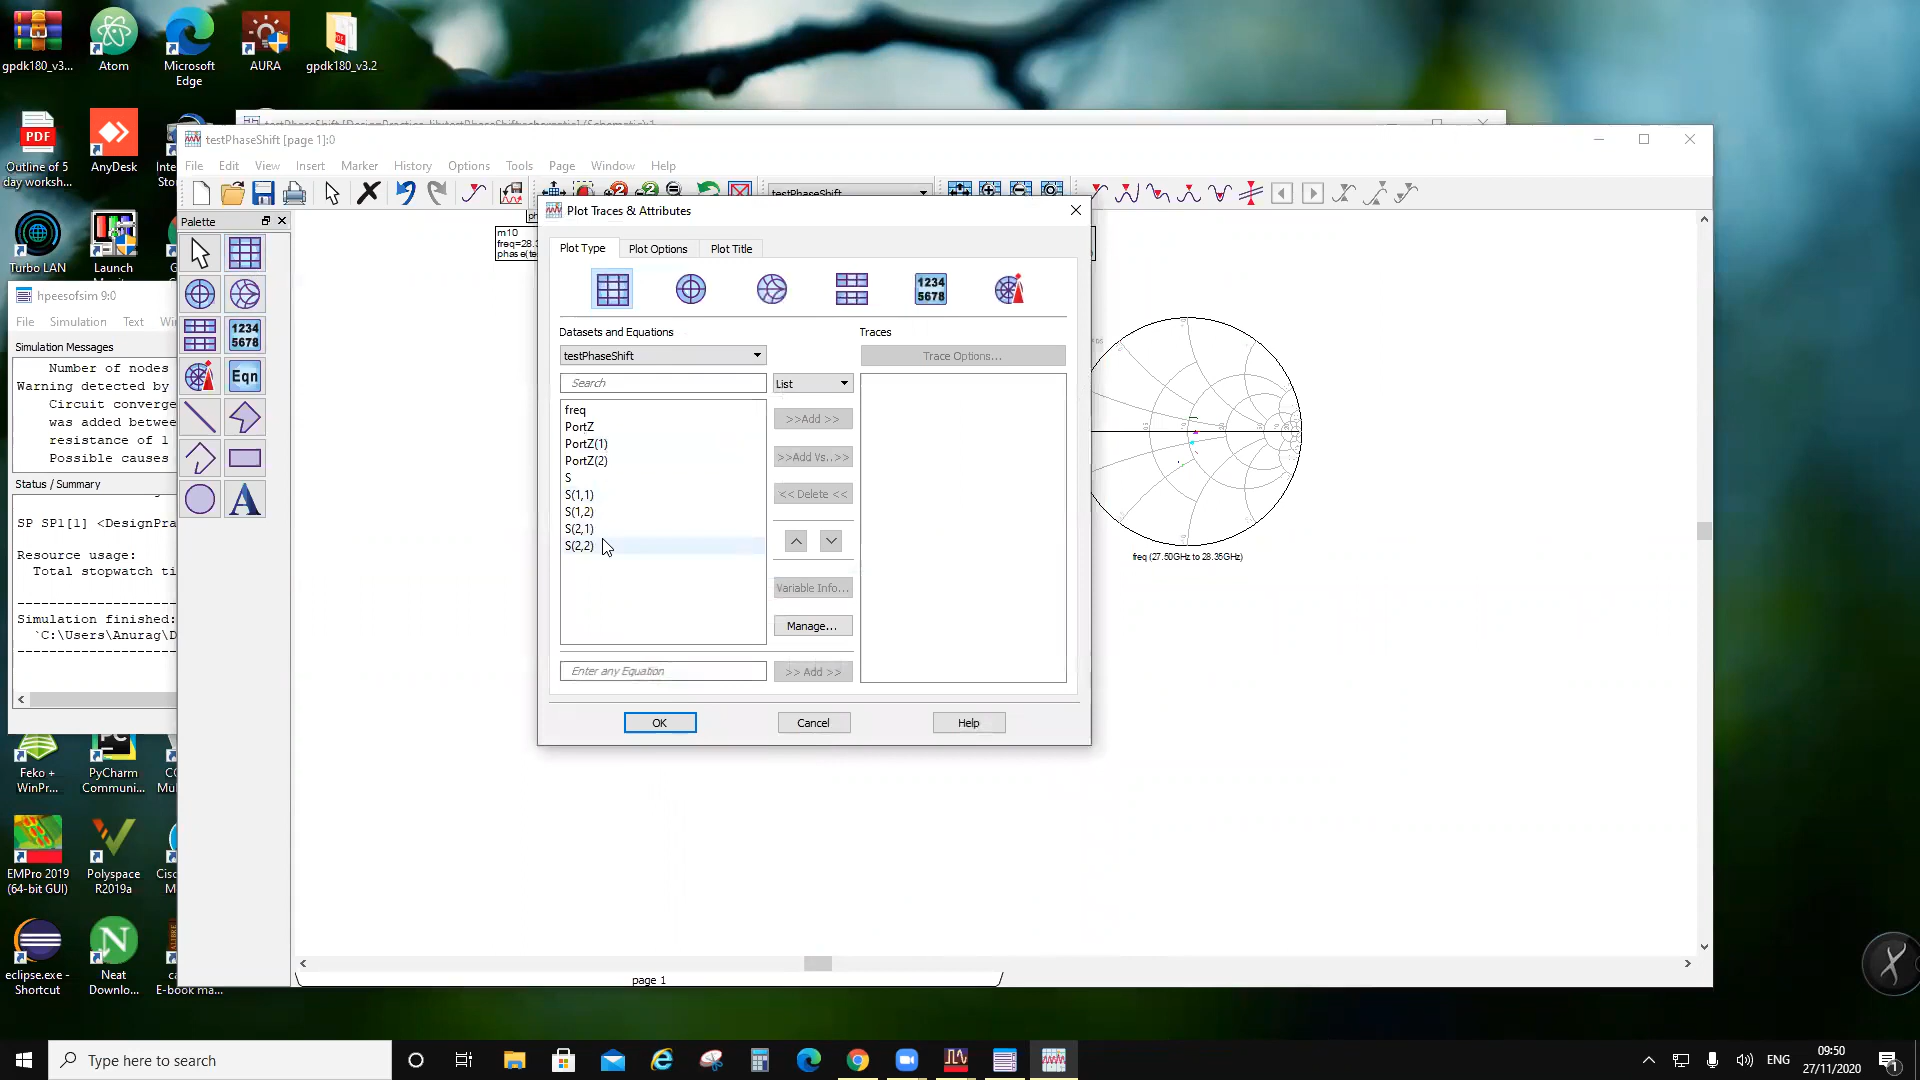 gpdk180_v3...
Atom
Microsoft
Edge
AURA
gpdk180_v3.2
PDF
Outline of 5
day worksh...
AnyDesk
Turbo LAN
Launch
testPhaseShift [page 1]:0
File Edit View Insert Marker History Options Tools Page Window Help
testPhaseShift
Palette
Eqn
1234
5678
A
m10
hpeesofsim 9:0
File Simulation Text
Simulation Messages
Number of nodes
Warning detected by
Circuit converge
was added between
resistance of 1
Possible causes
Status / Summary
SP SP1[1] <DesignPra
Resource usage:
Total stopwatch ti
Simulation finished:
`C:\Users\Anurag\D
Plot Traces & Attributes
Plot Type Plot Options Plot Title
1234
5678
Datasets and Equations
Traces
testPhaseShift
Trace Options...
Search
List
freq
PortZ
PortZ(1)
PortZ(2)
S
S(1,1)
S(1,2)
S(2,1)
S(2,2)
>>Add >>
>>Add Vs..>>
<< Delete <<
Variable Info...
Manage...
Enter any Equation
>> Add >>
OK Cancel Help
freq (27.50GHz to 28.35GHz)
page 1
Feko +
WinPr...
PyCharm
Communi...
EMPro 2019
(64-bit GUI)
Polyspace
R2019a
eclipse.exe -
Shortcut
Neat
Downlo...
E-book ma...
Type here to search
ENG
09:50
27/11/2020
1